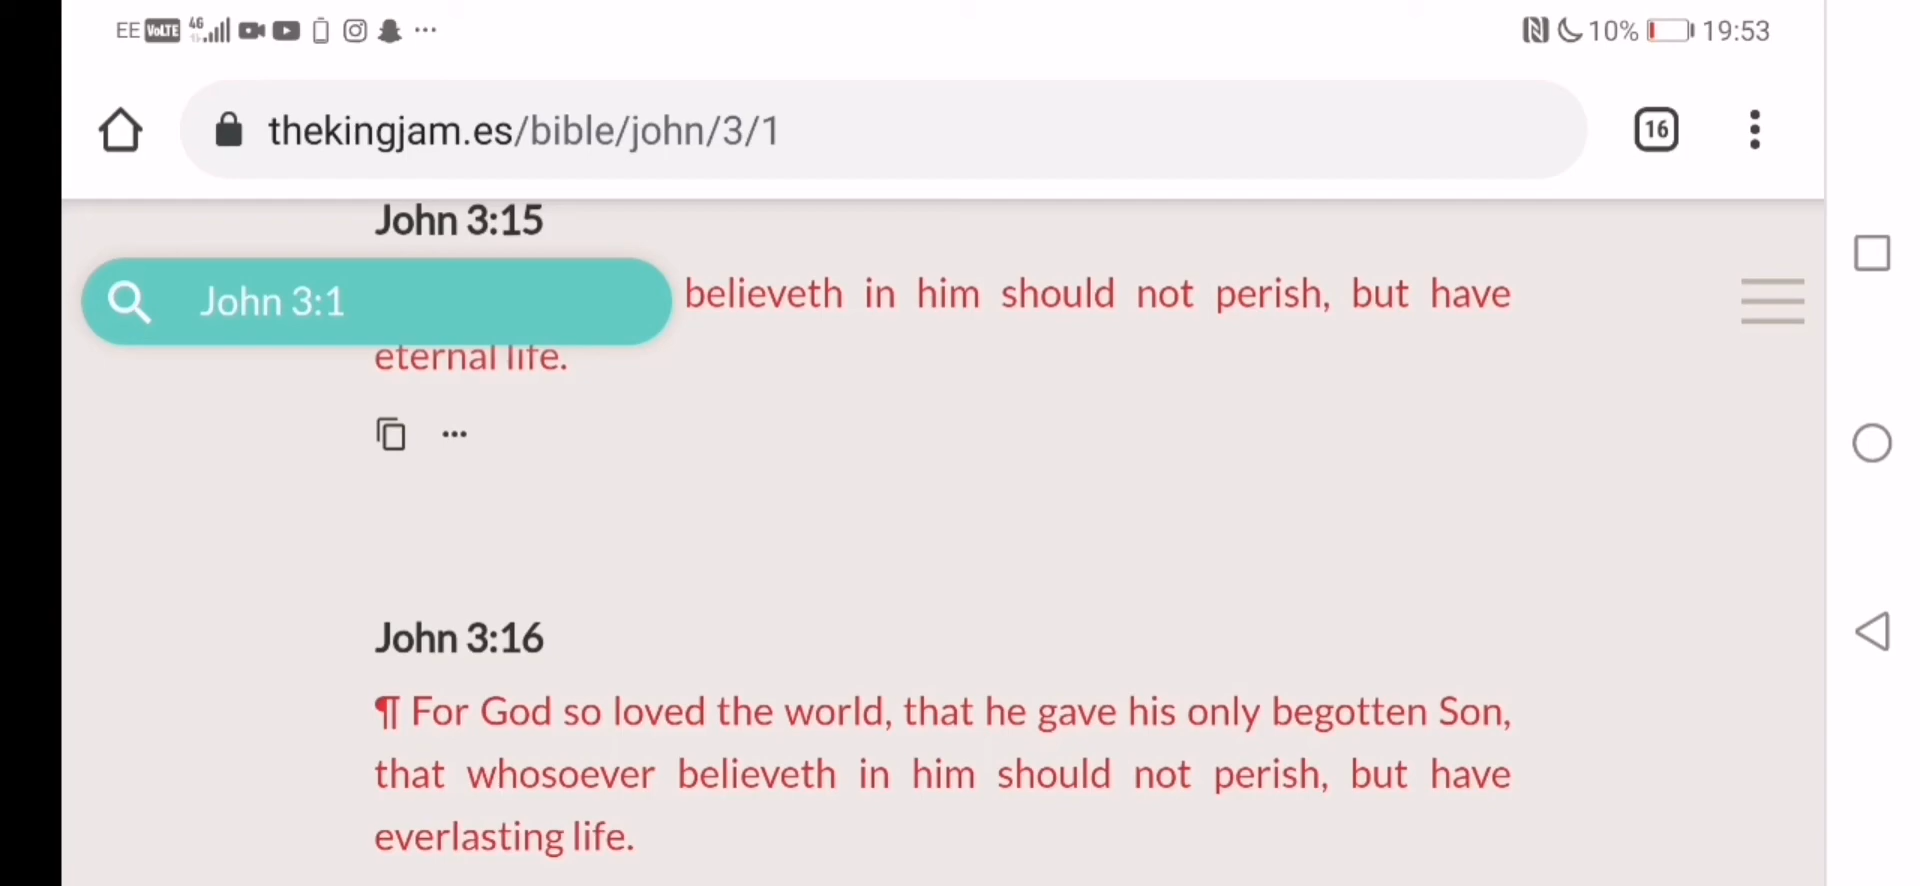 EE VoLTE 4G 10% 19:53
thekingjam.es/bible/john/3/1 16
John 3:15
John 3:1 believeth in him should not perish, but have
eternal life.
John 3:16
¶ For God so loved the world, that he gave his only begotten Son,
that whosoever believeth in him should not perish, but have
everlasting life.